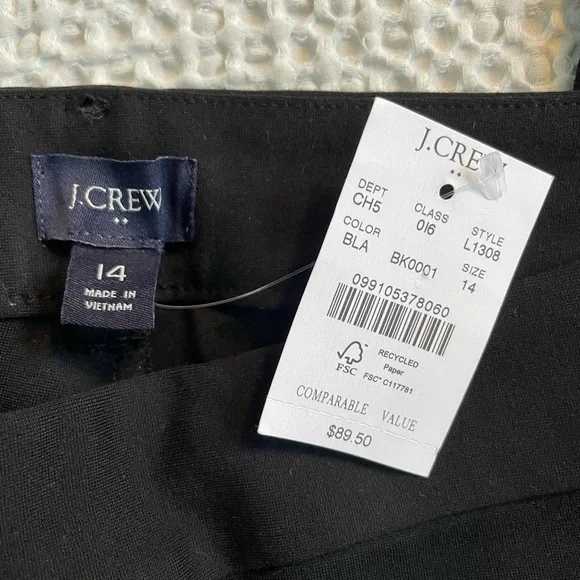 J.CREW
14
MADE IN
VIETNAM
J.CREW
DEPT CLASS STYLE
CH5 0I6 L1308
COLOR SIZE
BLA BK0001 14
099105378060
FSC
RECYCLED
Paper
FSC® C117781
COMPARABLE VALUE
$89.50